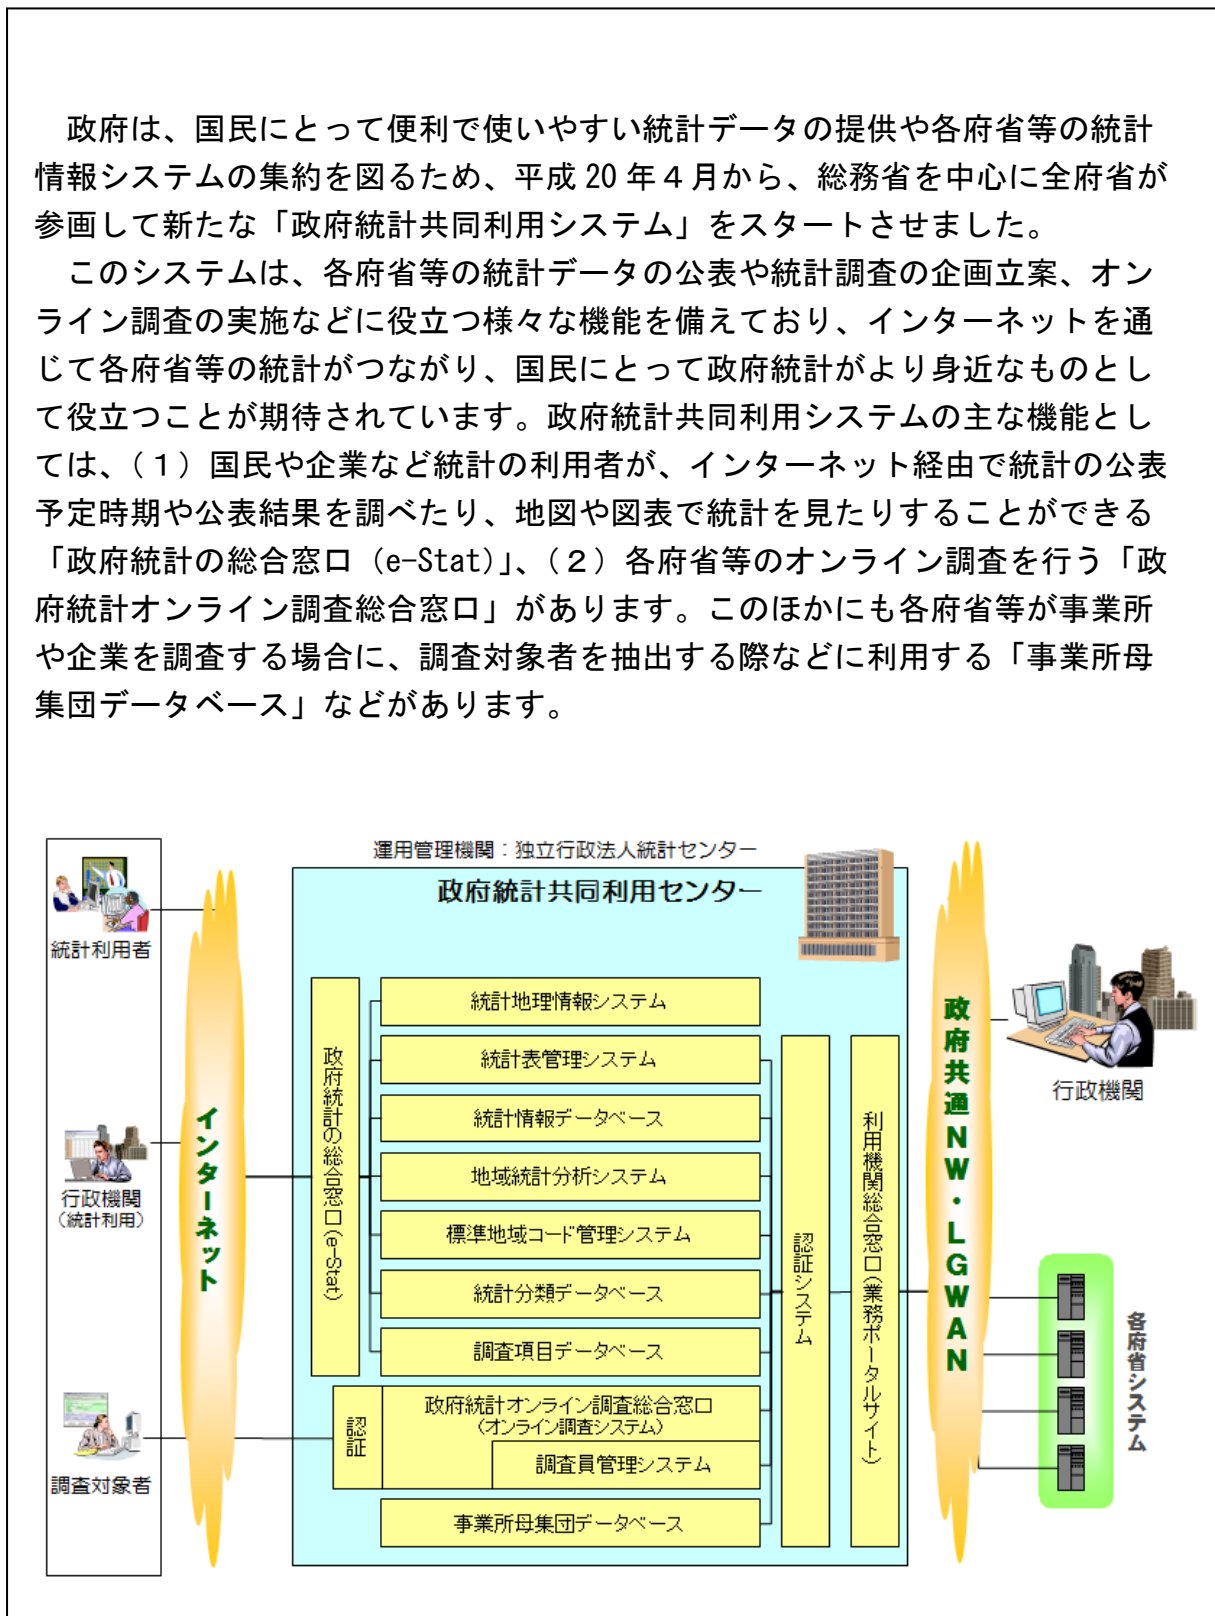 政府は、国民にとって便利で使いやすい統計データの提供や各府省等の統計
情報システムの集約を図るため、平成 20 年４月から、総務省を中心に全府省が
参画して新たな「政府統計共同利用システム」をスタートさせました。
このシステムは、各府省等の統計データの公表や統計調査の企画立案、オン
ライン調査の実施などに役立つ様々な機能を備えており、インターネットを通
じて各府省等の統計がつながり、国民にとって政府統計がより身近なものとし
て役立つことが期待されています。政府統計共同利用システムの主な機能とし
ては、（１）国民や企業など統計の利用者が、インターネット経由で統計の公表
予定時期や公表結果を調べたり、地図や図表で統計を見たりすることができる
「政府統計の総合窓口（e-Stat）」、（２）各府省等のオンライン調査を行う「政
府統計オンライン調査総合窓口」があります。このほかにも各府省等が事業所
や企業を調査する場合に、調査対象者を抽出する際などに利用する「事業所母
集団データベース」などがあります。
運用管理機関：独立行政法人統計センター
政府統計共同利用センター
統計利用者
行政機関
（統計利用）
調査対象者
インターネット
政府統計の総合窓口（e-Stat）
統計地理情報システム
統計表管理システム
統計情報データベース
地域統計分析システム
標準地域コード管理システム
統計分類データベース
調査項目データベース
認証
政府統計オンライン調査総合窓口
（オンライン調査システム）
調査員管理システム
事業所母集団データベース
認証システム
利用機関総合窓口（業務ポータルサイト）
政府共通ＮＷ・ＬＧＷＡＮ
行政機関
各府省システム